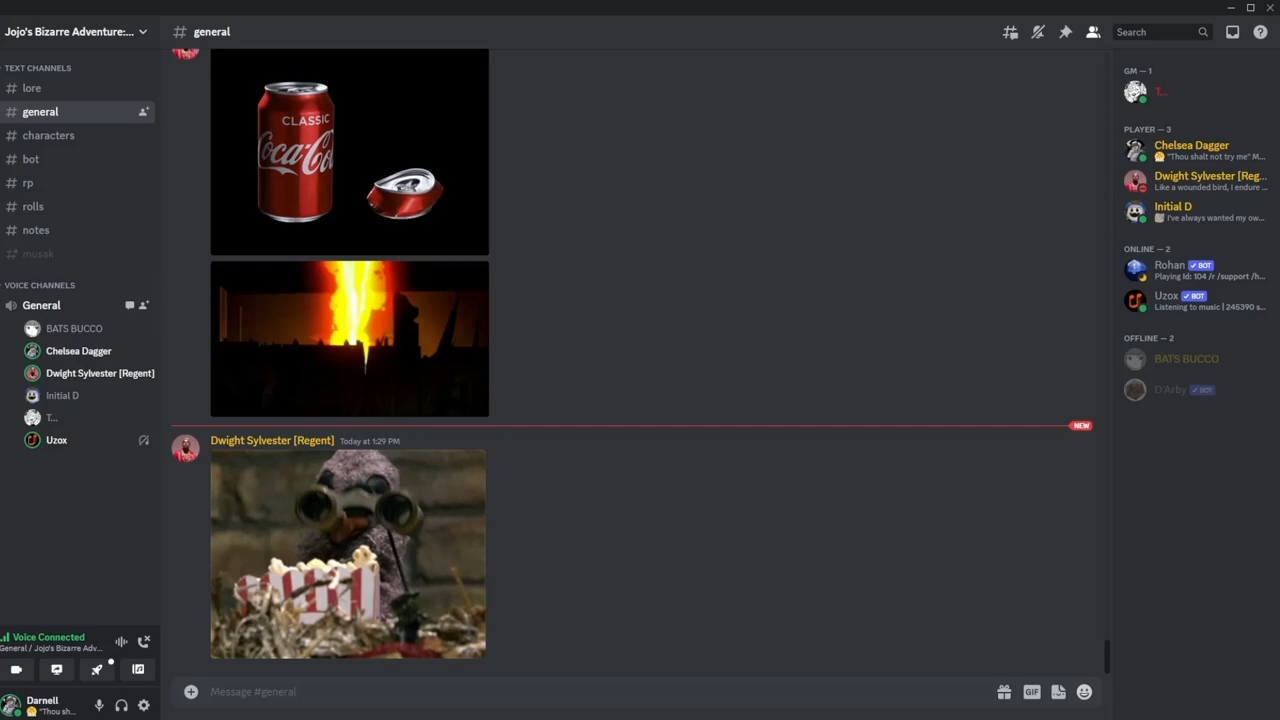 Jojo's Bizarre Adventure:...
TEXT CHANNELS
lore
general
characters
bot
rp
rolls
notes
musak
VOICE CHANNELS
General
BATS BUCCO
Chelsea Dagger
Dwight Sylvester [Regent]
Initial D
T...
Uzox
Voice Connected
General / Jojo's Bizarre Adv...
Darnell
"Thou sh...
# general
Search
CLASSIC
Coca-Co
NEW
Dwight Sylvester [Regent] Today at 1:29 PM
Message #general
GIF
GM — 1
T...
PLAYER — 3
Chelsea Dagger
"Thou shalt not try me" M...
Dwight Sylvester [Reg...
Like a wounded bird, I endure ...
Initial D
I've always wanted my ow...
ONLINE — 2
Rohan BOT
Playing Id: 104 /r /support /h...
Uzox BOT
Listening to music | 245390 s...
OFFLINE — 2
BATS BUCCO
D'Arby BOT